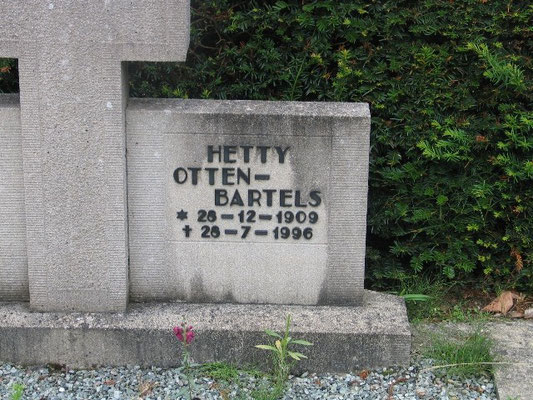 HETTY
OTTEN-
BARTELS
* 28-12-1909
† 28-7-1996